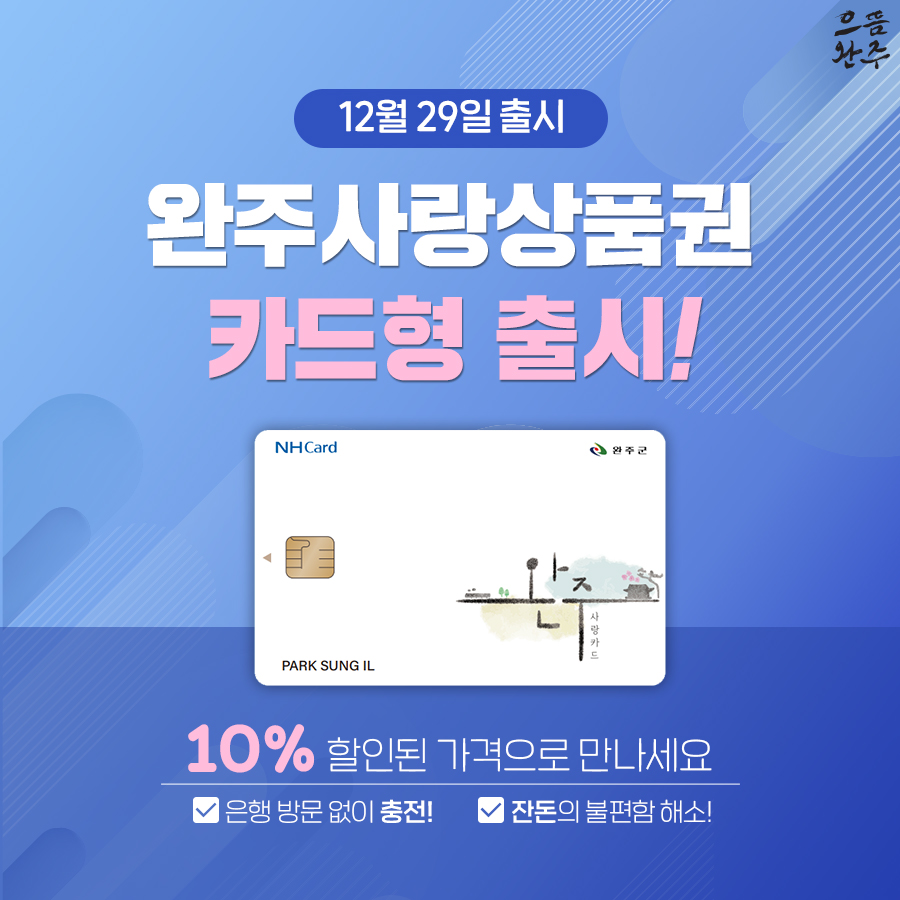 으뜸
완주
12월 29일 출시
완주사랑상품권
카드형 출시!
NH Card
완주군
완주
사랑카드
PARK SUNG IL
10% 할인된 가격으로 만나세요
은행 방문 없이 충전! 잔돈의 불편함 해소!